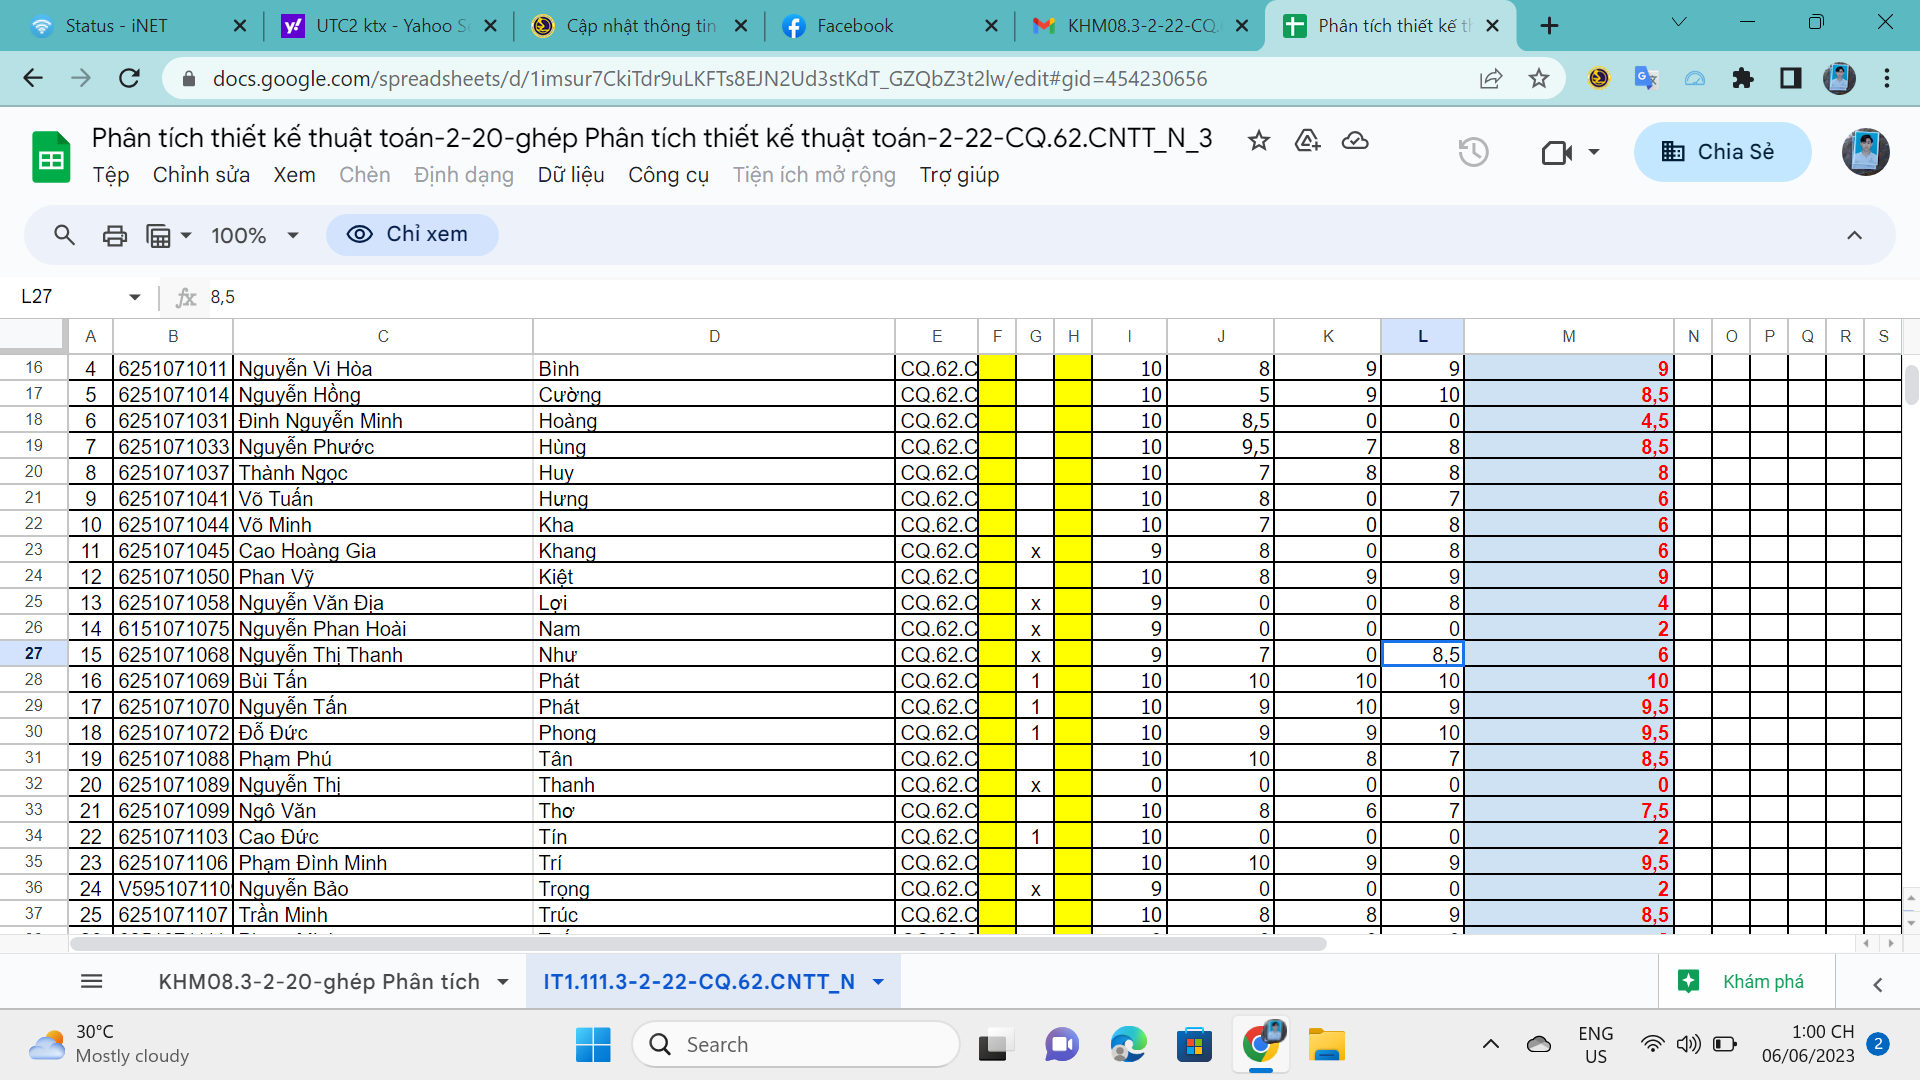 Status - iNET
UTC2 ktx - Yahoo Se
Cập nhật thông tin
Facebook
KHM08.3-2-22-CQ.
Phân tích thiết kế th
docs.google.com/spreadsheets/d/1imsur7CkiTdr9uLKFTs8EJN2Ud3stKdT_GZQbZ3t2lw/edit#gid=454230656
Phân tích thiết kế thuật toán-2-20-ghép Phân tích thiết kế thuật toán-2-22-CQ.62.CNTT_N_3
Chia Sẻ
Tệp Chỉnh sửa Xem Chèn Định dạng Dữ liệu Công cụ Tiện ích mở rộng Trợ giúp
100% Chỉ xem
L27 fx 8,5
A B C D E F G H I J K L M N O P Q R S
16 4 6251071011 Nguyễn Vi Hòa Bình CQ.62.C 10 8 9 9 9
17 5 6251071014 Nguyễn Hồng Cường CQ.62.C 10 5 9 10 8,5
18 6 6251071031 Đinh Nguyễn Minh Hoàng CQ.62.C 10 8,5 0 0 4,5
19 7 6251071033 Nguyễn Phước Hùng CQ.62.C 10 9,5 7 8 8,5
20 8 6251071037 Thành Ngọc Huy CQ.62.C 10 7 8 8 8
21 9 6251071041 Võ Tuấn Hưng CQ.62.C 10 8 0 7 6
22 10 6251071044 Võ Minh Kha CQ.62.C 10 7 0 8 6
23 11 6251071045 Cao Hoàng Gia Khang CQ.62.C x 9 8 0 8 6
24 12 6251071050 Phan Vỹ Kiệt CQ.62.C 10 8 9 9 9
25 13 6251071058 Nguyễn Văn Địa Lợi CQ.62.C x 9 0 0 8 4
26 14 6151071075 Nguyễn Phan Hoài Nam CQ.62.C x 9 0 0 0 2
27 15 6251071068 Nguyễn Thị Thanh Như CQ.62.C x 9 7 0 8,5 6
28 16 6251071069 Bùi Tấn Phát CQ.62.C 1 10 10 10 10 10
29 17 6251071070 Nguyễn Tấn Phát CQ.62.C 1 10 9 10 9 9,5
30 18 6251071072 Đỗ Đức Phong CQ.62.C 1 10 9 9 10 9,5
31 19 6251071088 Phạm Phú Tân CQ.62.C 10 10 8 7 8,5
32 20 6251071089 Nguyễn Thị Thanh CQ.62.C x 0 0 0 0 0
33 21 6251071099 Ngô Văn Thơ CQ.62.C 10 8 6 7 7,5
34 22 6251071103 Cao Đức Tín CQ.62.C 1 10 0 0 0 2
35 23 6251071106 Phạm Đình Minh Trí CQ.62.C 10 10 9 9 9,5
36 24 V595107110 Nguyễn Bảo Trọng CQ.62.C x 9 0 0 0 2
37 25 6251071107 Trần Minh Trúc CQ.62.C 10 8 8 9 8,5
KHM08.3-2-20-ghép Phân tích IT1.111.3-2-22-CQ.62.CNTT_N Khám phá
30°C
Mostly cloudy
Search
ENG
US
1:00 CH
06/06/2023
2